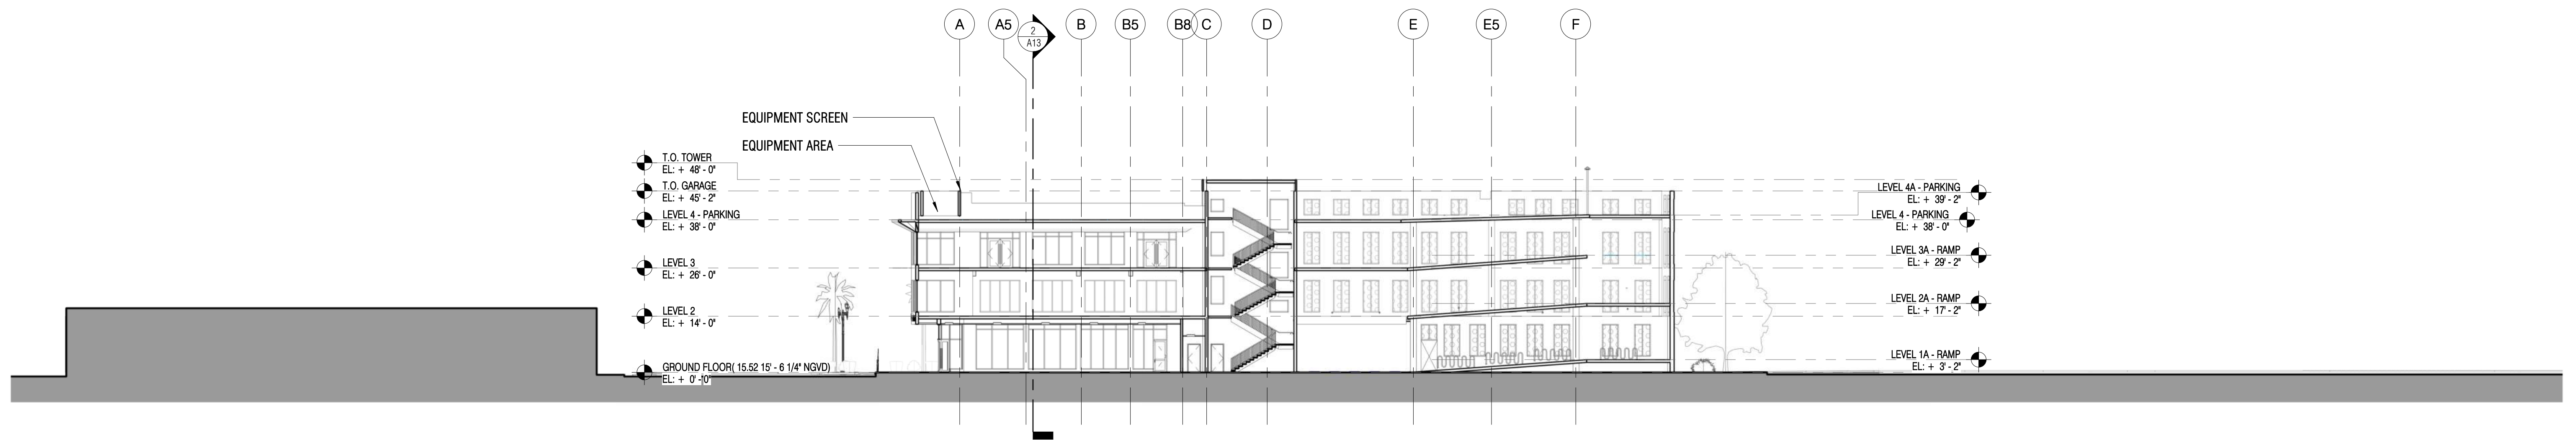 A A5 B B5 B8 C D E E5 F
2
A13
EQUIPMENT SCREEN
EQUIPMENT AREA
T.O. TOWER
EL: + 48' - 0"
T.O. GARAGE
EL: + 45' - 2"
LEVEL 4 - PARKING
EL: + 38' - 0"
LEVEL 3
EL: + 26' - 0"
LEVEL 2
EL: + 14' - 0"
GROUND FLOOR( 15.52 15' - 6 1/4" NGVD)
EL: + 0' - 0"
LEVEL 4A - PARKING
EL: + 39' - 2"
LEVEL 4 - PARKING
EL: + 38' - 0"
LEVEL 3A - RAMP
EL: + 29' - 2"
LEVEL 2A - RAMP
EL: + 17' - 2"
LEVEL 1A - RAMP
EL: + 3' - 2"